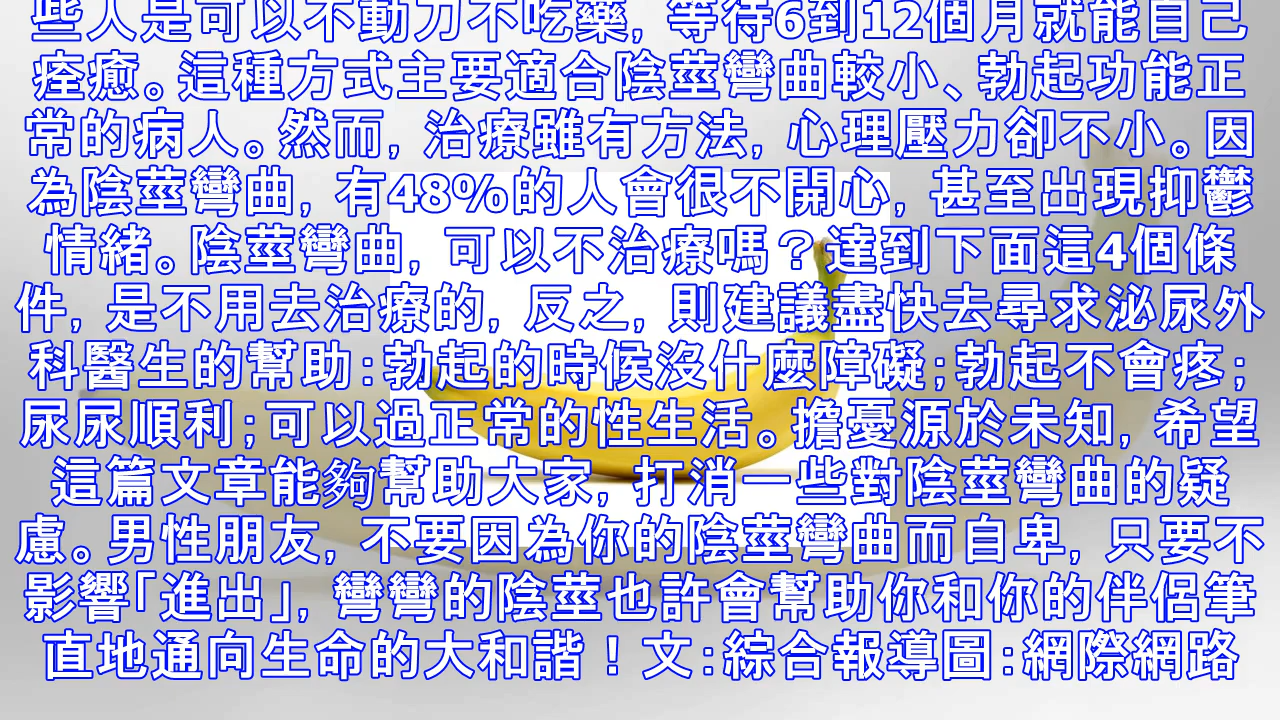 些人是可以不動刀不吃藥, 等待6到12個月就能自己
痊癒。這種方式主要適合陰莖彎曲較小、勃起功能正
常的病人。然而, 治療雖有方法, 心理壓力卻不小。因
為陰莖彎曲, 有48%的人會很不開心, 甚至出現抑鬱
情緒。陰莖彎曲, 可以不治療嗎？達到下面這4個條
件, 是不用去治療的, 反之, 則建議盡快去尋求泌尿外
科醫生的幫助:勃起的時候沒什麼障礙;勃起不會疼;
尿尿順利;可以過正常的性生活。擔憂源於未知, 希望
這篇文章能夠幫助大家, 打消一些對陰莖彎曲的疑
慮。男性朋友, 不要因為你的陰莖彎曲而自卑, 只要不
影響「進出」, 彎彎的陰莖也許會幫助你和你的伴侶筆
直地通向生命的大和諧！文:綜合報導圖:網際網路